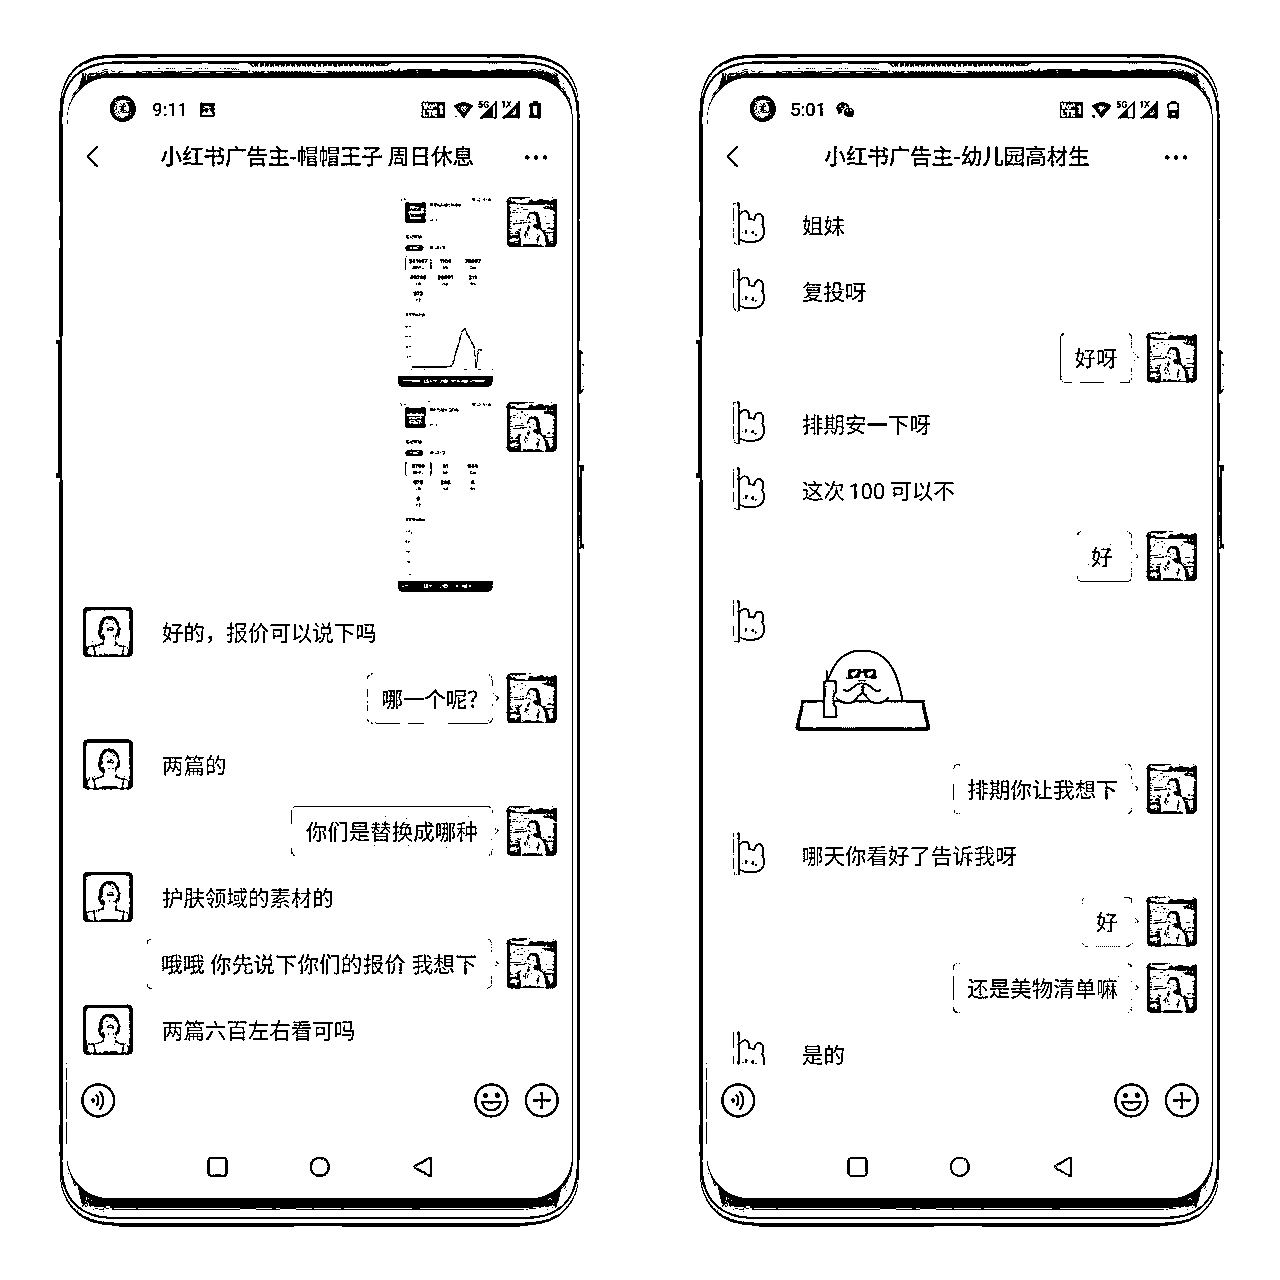 9:11
5G
1X
小红书广告主-帽帽王子 周日休息
好的，报价可以说下吗
哪一个呢？
两篇的
你们是替换成哪种
护肤领域的素材的
哦哦 你先说下你们的报价 我想下
两篇六百左右看可吗
5:01
5G
1X
小红书广告主-幼儿园高材生
姐妹
复投呀
好呀
排期安一下呀
这次 100 可以不
好
排期你让我想下
哪天你看好了告诉我呀
好
还是美物清单嘛
是的